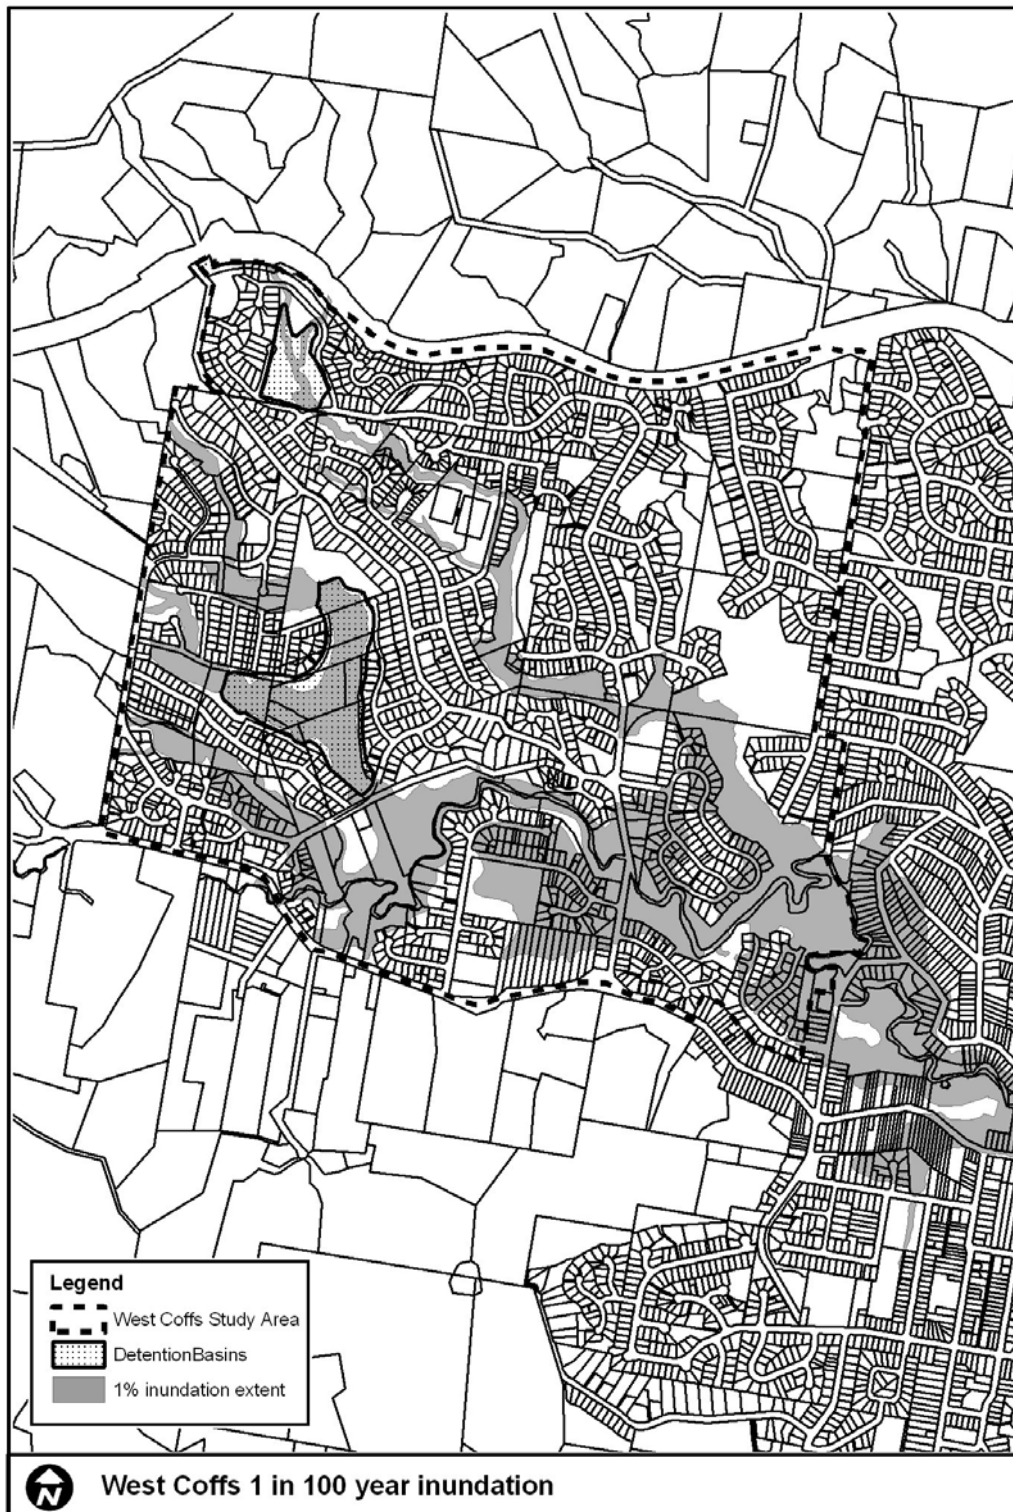 Legend
West Coffs Study Area
DetentionBasins
1% inundation extent
N West Coffs 1 in 100 year inundation